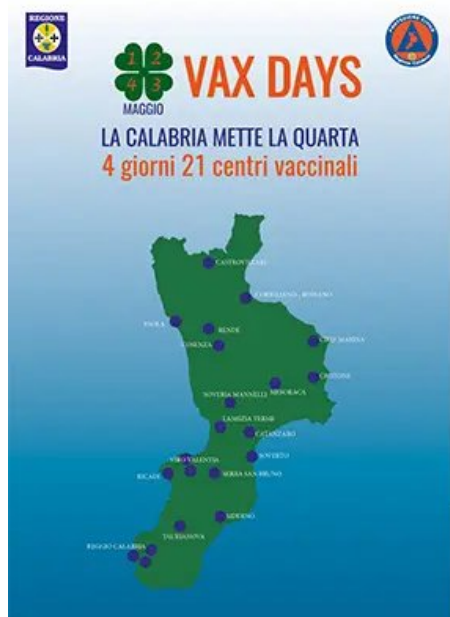 REGIONE
CALABRIA
1 2
4 3
MAGGIO
VAX DAYS
LA CALABRIA METTE LA QUARTA
4 giorni 21 centri vaccinali
CASTROVILLARI
CORIGLIANO - ROSSANO
PAOLA
RENDE
COSENZA
CIRO' MARINA
CROTONE
MESORACA
SOVERIA MANNELLI
LAMEZIA TERME
CATANZARO
SOVERATO
VIBO VALENTIA
RICADI
SERRA SAN BRUNO
SIDERNO
TAURIANOVA
REGGIO CALABRIA